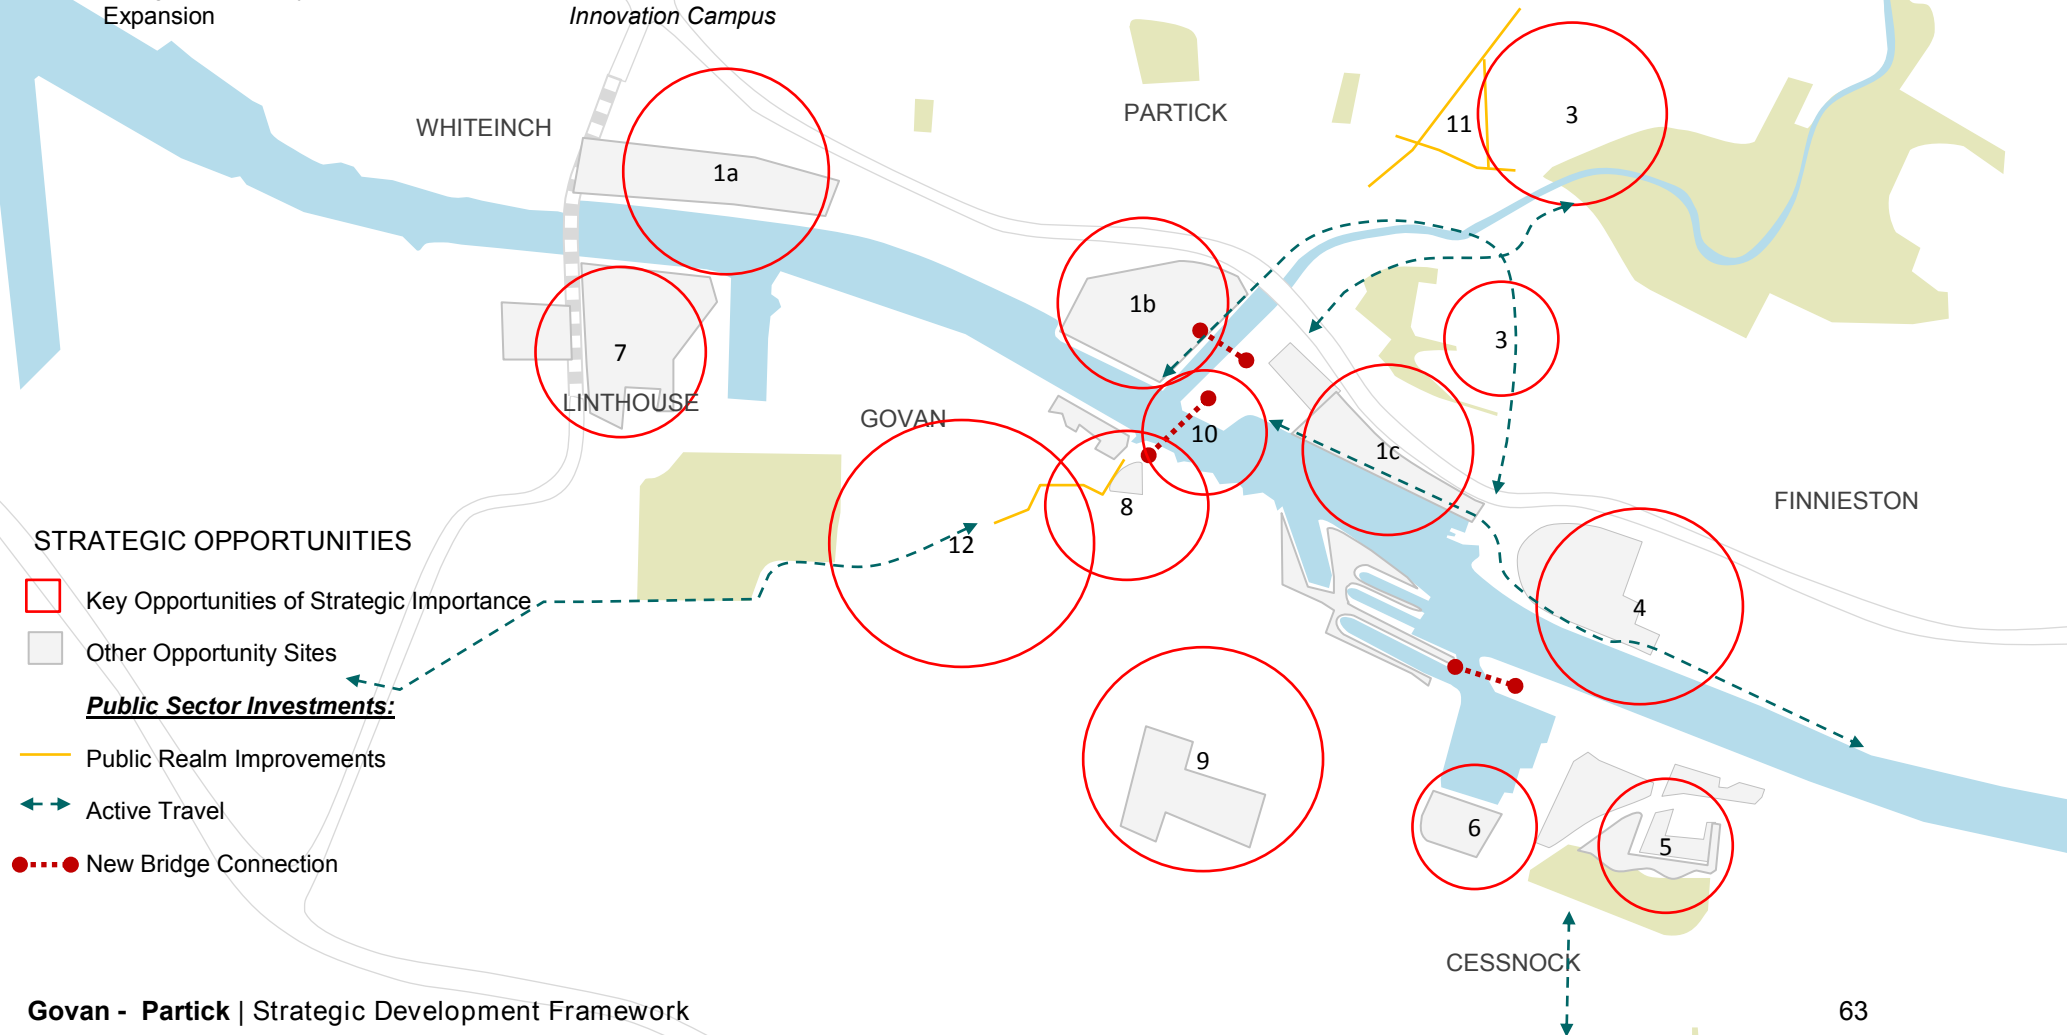 Expansion
Innovation Campus
PARTICK
WHITEINCH
11
3
1a
1b
3
7
LINTHOUSE
GOVAN
10
1c
8
FINNIESTON
12
STRATEGIC OPPORTUNITIES
Key Opportunities of Strategic Importance
4
Other Opportunity Sites
Public Sector Investments:
Public Realm Improvements
9
Active Travel
6
5
New Bridge Connection
CESSNOCK
Govan - Partick | Strategic Development Framework
63